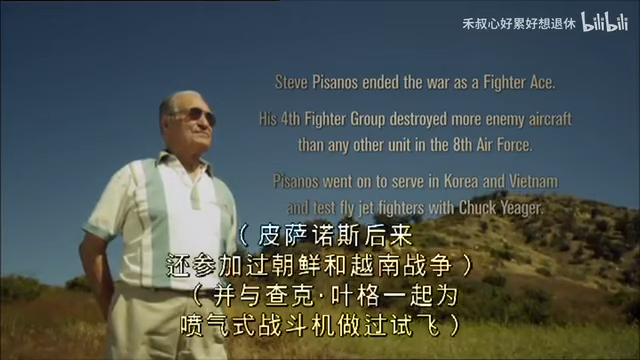 禾叔心好累好想退休 bilibili
Steve Pisanos ended the war as a Fighter Ace.
His 4th Fighter Group destroyed more enemy aircraft
than any other unit in the 8th Air Force.
Pisanos went on to serve in Korea and Vietnam
and test fly jet fighters with Chuck Yeager.
（皮萨诺斯后来
还参加过朝鲜和越南战争）
（并与查克·叶格一起为
喷气式战斗机做过试飞）